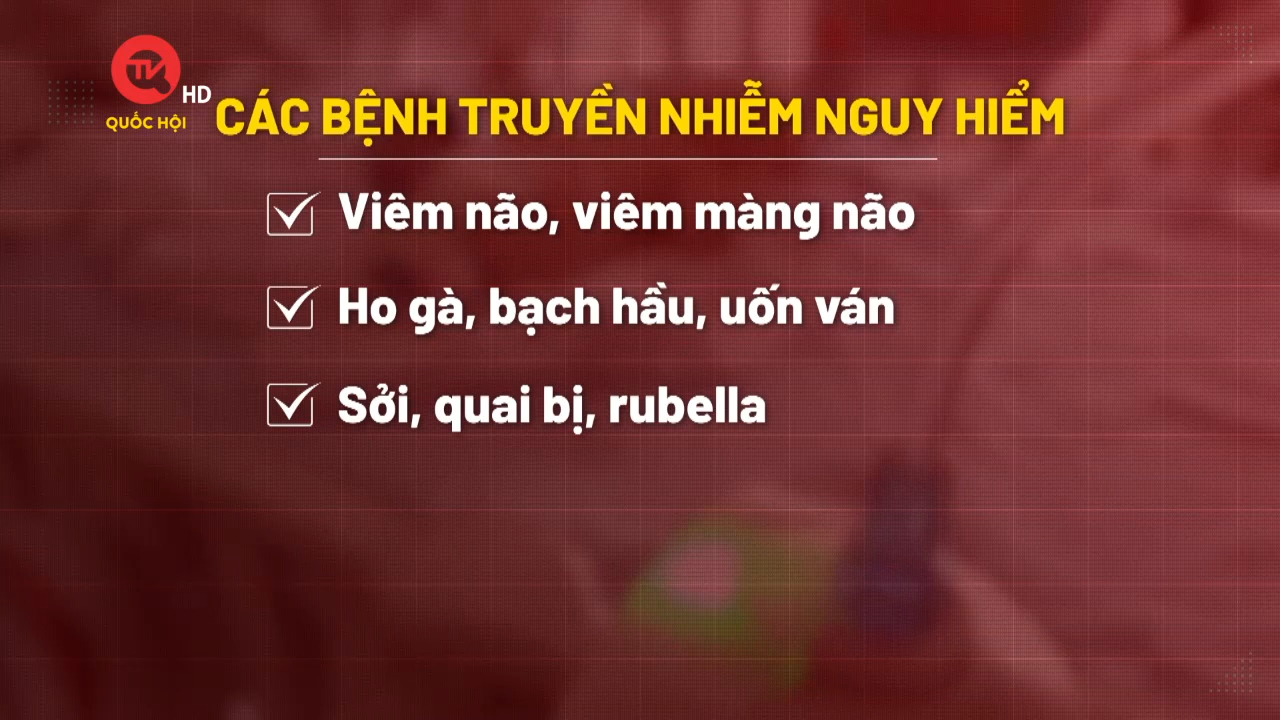 TV
HD
QUỐC HỘI
CÁC BỆNH TRUYỀN NHIỄM NGUY HIỂM
Viêm não, viêm màng não
Ho gà, bạch hầu, uốn ván
Sởi, quai bị, rubella